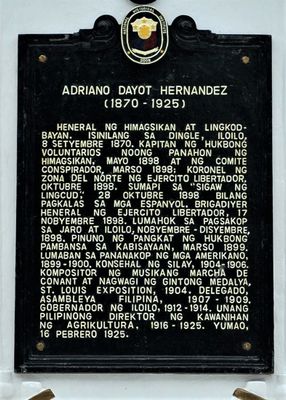 ADRIANO DAYOT HERNANDEZ
(1870 - 1925)
HENERAL NG HIMAGSIKAN AT LINGKOD-
BAYAN. ISINILANG SA DINGLE, ILOILO,
8 SETYEMBRE 1870. KAPITAN NG HUKBONG
VOLUNTARIOS NOONG PANAHON NG
HIMAGSIKAN, MAYO 1898 AT NG COMITE
CONSPIRADOR, MARSO 1898; KORONEL NG
ZONA DEL NORTE NG EJERCITO LIBERTADOR,
OKTUBRE 1898. SUMAPI SA "SIGAW NG
LINCGUD", 28 OKTUBRE 1898 BILANG
PAGKALAS SA MGA ESPANYOL. BRIGADIYER
HENERAL NG EJERCITO LIBERTADOR, 17
NOBYEMBRE 1898. LUMAHOK SA PAGSAKOP
SA JARO AT ILOILO, NOBYEMBRE - DISYEMBRE,
1898. PINUNO NG PANGKAT NG HUKBONG
PAMBANSA SA KABISAYAAN, MARSO 1899.
LUMABAN SA PANANAKOP NG MGA AMERIKANO,
1899-1900. KONSEHAL NG SILAY, 1904-1906.
KOMPOSITOR NG MUSIKANG MARCHA DE
CONANT AT NAGWAGI NG GINTONG MEDALYA,
ST. LOUIS EXPOSITION, 1904. DELEGADO,
ASAMBLEYA FILIPINA, 1907 - 1909.
GOBERNADOR NG ILOILO, 1912-1914. UNANG
PILIPINONG DIREKTOR NG KAWANIHAN
NG AGRIKULTURA, 1916 - 1925. YUMAO,
16 PEBRERO 1925.